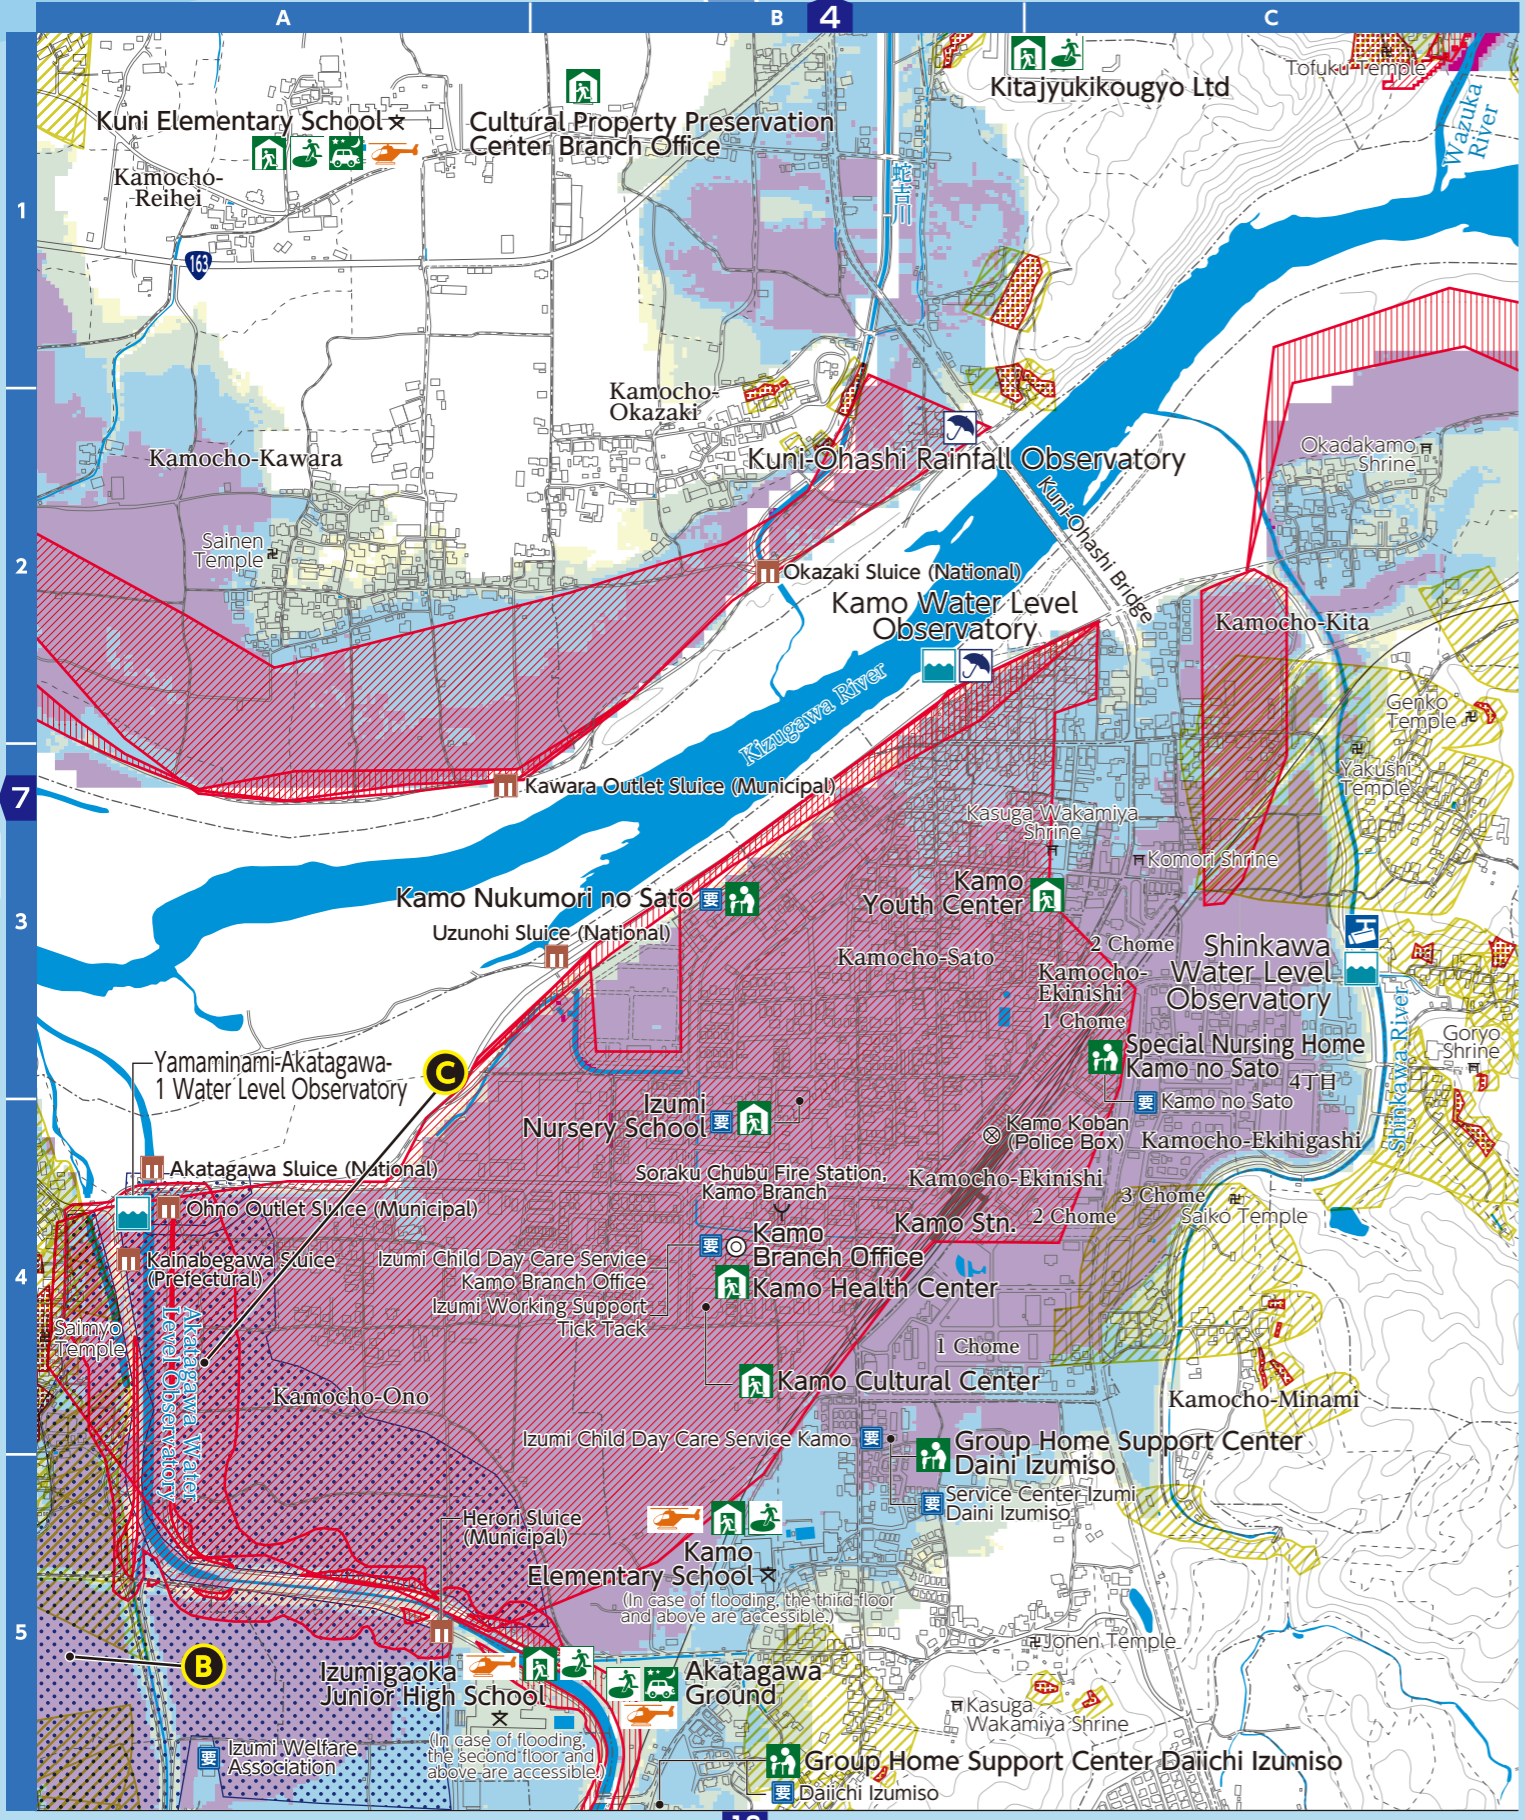 A
B
4
C
1
2
7
3
4
5
Kitajyukikougyo Ltd
Tofuku Temple
Wazuka
River
Kuni Elementary School
Cultural Property Preservation
Center Branch Office
Kamocho-
Reihei
蛇吉川
163
Kamocho-
Okazaki
Kamocho-Kawara
Kuni-Ohashi Rainfall Observatory
Okadakamo
Shrine
Kuni-Ohashi Bridge
Sainen
Temple
Okazaki Sluice (National)
Kamo Water Level
Observatory
Kamocho-Kita
Kizugawa River
Genko
Temple
Yakushi
Temple
Kawara Outlet Sluice (Municipal)
Kasuga Wakamiya
Shrine
Komori Shrine
Kamo Nukumori no Sato
要
Kamo
Youth Center
Uzunohi Sluice (National)
Kamocho-Sato
2 Chome
Kamocho-
Ekinishi
1 Chome
Shinkawa
Water Level
Observatory
Shinkawa River
Goryo
Shrine
Yamaminami-Akatagawa-
1 Water Level Observatory
C
Special Nursing Home
Kamo no Sato
4丁目
要
Kamo no Sato
Izumi
Nursery School
要
Kamo Koban
(Police Box)
Kamocho-Ekihigashi
Akatagawa Sluice (National)
Soraku Chubu Fire Station,
Kamo Branch
Kamocho-Ekinishi
3 Chome
Saiko Temple
2 Chome
Kamo Stn.
Ohno Outlet Sluice (Municipal)
Kainabegawa Sluice
(Prefectural)
要
Kamo
Branch Office
Izumi Child Day Care Service
Kamo Branch Office
Izumi Working Support
Tick Tack
Kamo Health Center
Saimyo
Temple
Akatagawa Water
Level Observatory
1 Chome
Kamocho-Ono
Kamo Cultural Center
Kamocho-Minami
Izumi Child Day Care Service Kamo
要
Group Home Support Center
Daini Izumiso
要
Service Center Izumi
Daini Izumiso
Herori Sluice
(Municipal)
Kamo
Elementary School
(In case of flooding, the third floor
and above are accessible.)
Jonen Temple
B
Izumigaoka
Junior High School
(In case of flooding,
the second floor and
above are accessible.)
Akatagawa
Ground
Kasuga
Wakamiya Shrine
要
Izumi Welfare
Association
Group Home Support Center Daiichi Izumiso
要
Daiichi Izumiso